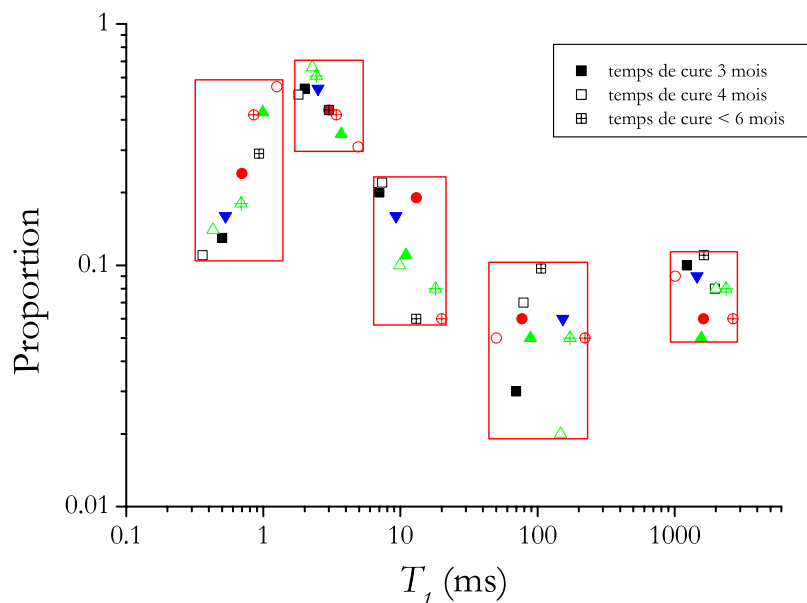 1
0.1
0.01
Proportion
0.1
1
10
100
1000
T1 (ms)
temps de cure 3 mois
temps de cure 4 mois
temps de cure < 6 mois